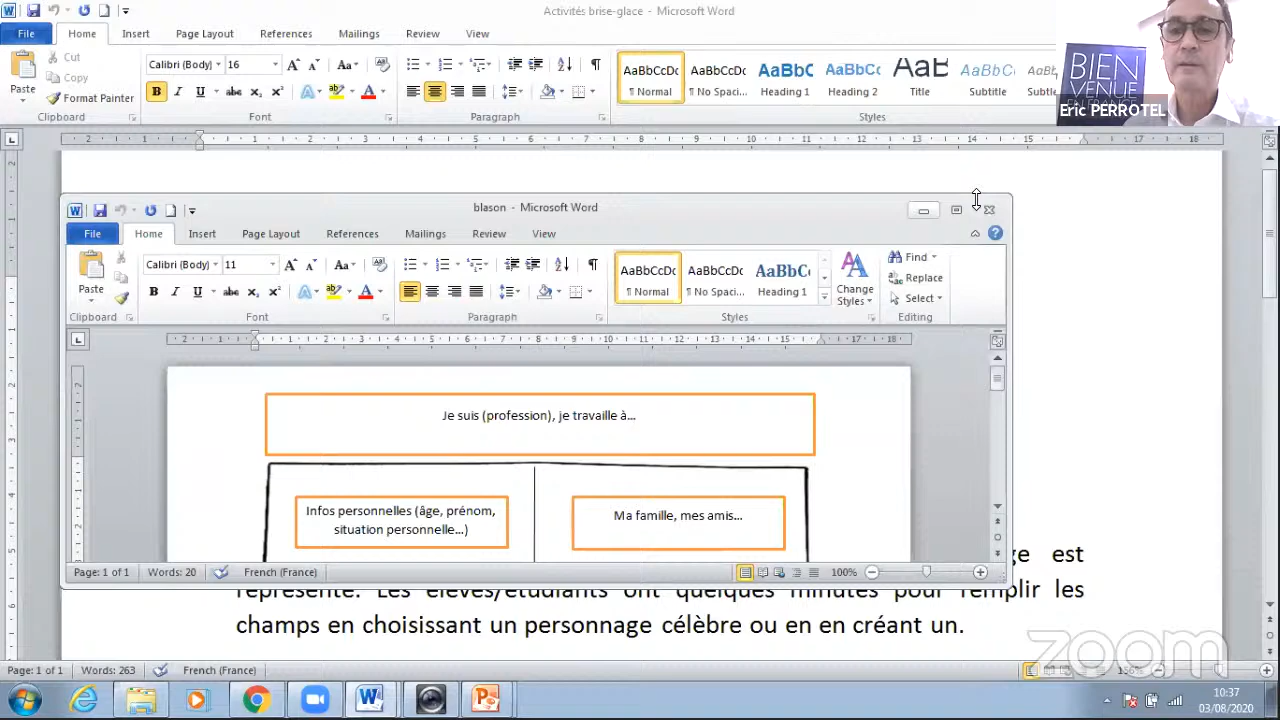 Activités brise-glace - Microsoft Word
File Home Insert Page Layout References Mailings Review View
Cut
Copy
Paste
Format Painter
Clipboard
Calibri (Body) 16
Font
Paragraph
AaBbCcDc AaBbCcDc AaBbC AaBbCc AaB AaBbCcL
¶ Normal ¶ No Spaci... Heading 1 Heading 2 Title Subtitle
Styles
BIEN
VENUE
EN FRANCE
Eric PERROTEL
blason - Microsoft Word
File Home Insert Page Layout References Mailings Review View
Paste
Clipboard
Calibri (Body) 11
Font
Paragraph
AaBbCcDc AaBbCcDc AaBbC
¶ Normal ¶ No Spaci... Heading 1
Change Styles
Styles
Find
Replace
Select
Editing
Je suis (profession), je travaille à...
Infos personnelles (âge, prénom,
situation personnelle...)
Ma famille, mes amis...
Page: 1 of 1 Words: 20 French (France) 100%
est
représenté. Les élèves/étudiants ont quelques minutes pour remplir les
champs en choisissant un personnage célèbre ou en en créant un.
zoom
Page: 1 of 1 Words: 263 French (France)
10:37
03/08/2020